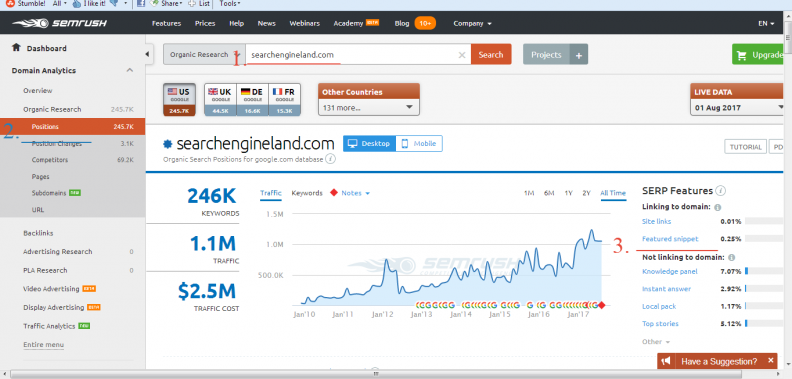 Stumble! All I like it! Share List Tools
SEMRUSH Features Prices Help News Webinars Academy BETA Blog 10+ Company EN
Dashboard
Domain Analytics
Overview
Organic Research 245.7K
2. Positions 245.7K
Position Changes 3.1K
Competitors 69.2K
Pages
Subdomains FREE
URL
Backlinks
Advertising Research 0
PLA Research 0
Video Advertising BETA
Display Advertising BETA
Traffic Analytics
Entire menu
Organic Research 1. searchengineland.com × Search Projects + Upgrade
US UK DE FR
GOOGLE GOOGLE GOOGLE GOOGLE
245.7K 44.5K 16.6K 15.3K
Other Countries
131 more...
LIVE DATA
01 Aug 2017
searchengineland.com Desktop Mobile TUTORIAL PD
Organic Search Positions for google.com database i
246K
KEYWORDS
1.1M
TRAFFIC
$2.5M
TRAFFIC COST
Traffic Keywords Notes 1M 6M 1Y 2Y All Time
1.5M
1.0M
500.0K
SEMRUSH
G G G G G G G G G G
Jan'10 Jan'11 Jan'12 Jan'13 Jan'14 Jan'15 Jan'16 Jan'17
SERP Features i
Linking to domain: i
Site links 0.01%
3. Featured snippet 0.25%
Not linking to domain: i
Knowledge panel 7.07%
Instant answer 2.92%
Local pack 1.17%
Top stories 5.12%
Other
Have a Suggestion? ×